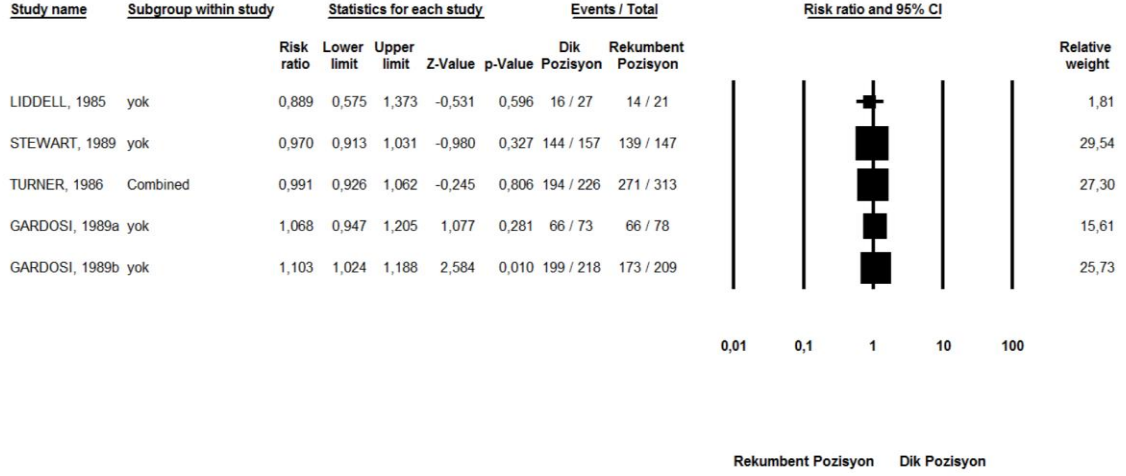 Study name Subgroup within study Statistics for each study Events / Total Risk ratio and 95% CI
Risk Lower Upper Dik Rekumbent Relative
ratio limit limit Z-Value p-Value Pozisyon Pozisyon weight
LIDDELL, 1985 yok 0,889 0,575 1,373 -0,531 0,596 16 / 27 14 / 21 1,81
STEWART, 1989 yok 0,970 0,913 1,031 -0,980 0,327 144 / 157 139 / 147 29,54
TURNER, 1986 Combined 0,991 0,926 1,062 -0,245 0,806 194 / 226 271 / 313 27,30
GARDOSI, 1989a yok 1,068 0,947 1,205 1,077 0,281 66 / 73 66 / 78 15,61
GARDOSI, 1989b yok 1,103 1,024 1,188 2,584 0,010 199 / 218 173 / 209 25,73
0,01 0,1 1 10 100
Rekumbent Pozisyon Dik Pozisyon